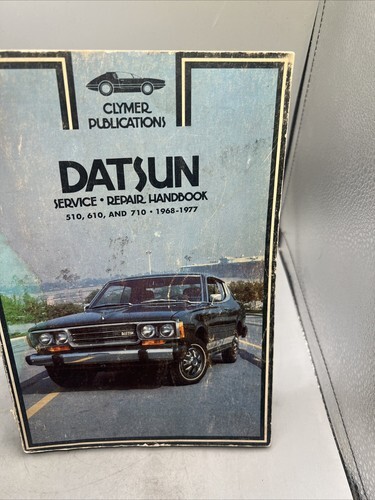 CLYMER
PUBLICATIONS
DATSUN
SERVICE • REPAIR HANDBOOK
510, 610, AND 710 • 1968-1977